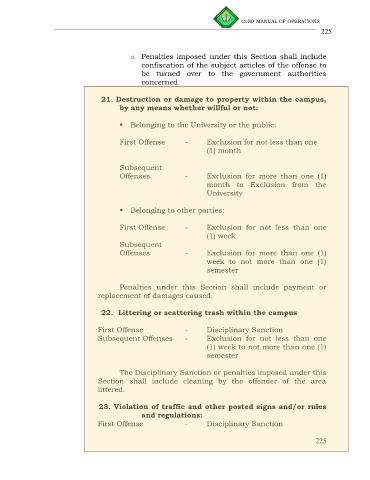 CvSU MANUAL OF OPERATIONS
225
o Penalties imposed under this Section shall include
confiscation of the subject articles of the offense to
be turned over to the government authorities
concerned.
21. Destruction or damage to property within the campus,
by any means whether willful or not:
• Belonging to the University or the public:
First Offense - Exclusion for not less than one
(1) month
Subsequent
Offenses - Exclusion for more than one (1)
month to Exclusion from the
University
• Belonging to other parties:
First Offense - Exclusion for not less than one
(1) week
Subsequent
Offenses - Exclusion for more than one (1)
week to not more than one (1)
semester
Penalties under this Section shall include payment or
replacement of damages caused.
22. Littering or scattering trash within the campus
First Offense - Disciplinary Sanction
Subsequent Offenses - Exclusion for not less than one
(1) week to not more than one (1)
semester
The Disciplinary Sanction or penalties imposed under this
Section shall include cleaning by the offender of the area
littered.
23. Violation of traffic and other posted signs and/or rules
and regulations:
First Offense - Disciplinary Sanction
225